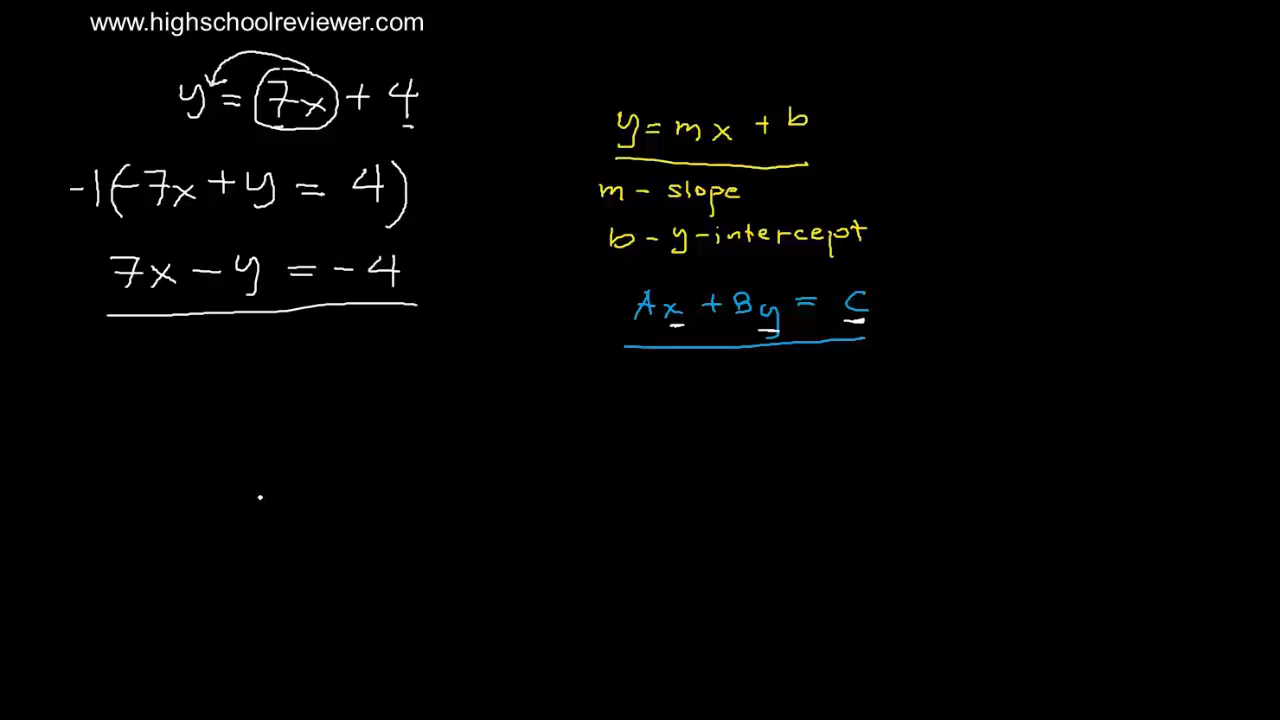 www.highschoolreviewer.com
y = 7x + 4
-1(-7x + y = 4)
7x - y = -4
y = mx + b
m - slope
b - y-intercept
Ax + By = C